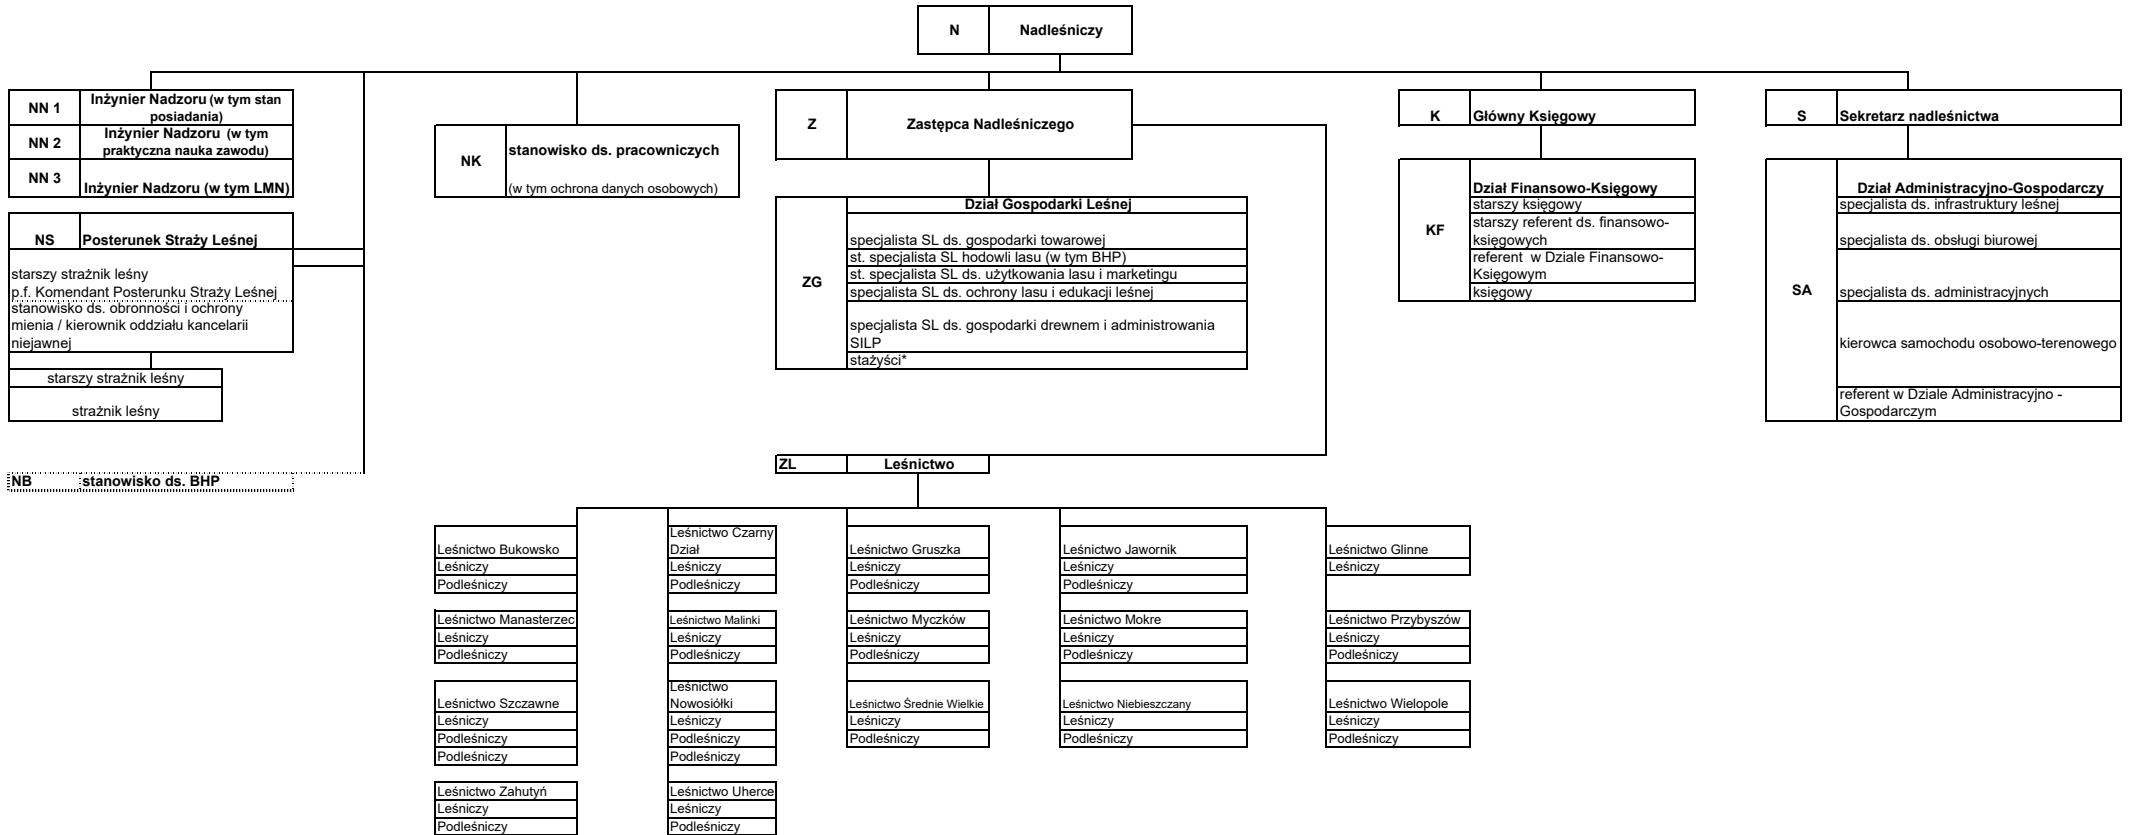 N Nadleśniczy
NN 1 Inżynier Nadzoru (w tym stan
posiadania)
NN 2 Inżynier Nadzoru (w tym
praktyczna nauka zawodu)
NN 3
Inżynier Nadzoru (w tym LMN)
NS Posterunek Straży Leśnej
starszy strażnik leśny
p.f. Komendant Posterunku Straży Leśnej
stanowisko ds. obronności i ochrony
mienia / kierownik oddziału kancelarii
niejawnej
starszy strażnik leśny
strażnik leśny
NB stanowisko ds. BHP
NK stanowisko ds. pracowniczych
(w tym ochrona danych osobowych)
Z Zastępca Nadleśniczego
ZG
Dział Gospodarki Leśnej
specjalista SL ds. gospodarki towarowej
st. specjalista SL hodowli lasu (w tym BHP)
st. specjalista SL ds. użytkowania lasu i marketingu
specjalista SL ds. ochrony lasu i edukacji leśnej
specjalista SL ds. gospodarki drewnem i administrowania
SILP
stażyści*
K Główny Księgowy
KF
Dział Finansowo-Księgowy
starszy księgowy
starszy referent ds. finansowo-
księgowych
referent w Dziale Finansowo-
Księgowym
księgowy
S Sekretarz nadleśnictwa
SA
Dział Administracyjno-Gospodarczy
specjalista ds. infrastruktury leśnej
specjalista ds. obsługi biurowej
specjalista ds. administracyjnych
kierowca samochodu osobowo-terenowego
referent w Dziale Administracyjno -
Gospodarczym
ZL Leśnictwo
Leśnictwo Bukowsko
Leśniczy
Podleśniczy
Leśnictwo Manasterzec
Leśniczy
Podleśniczy
Leśnictwo Szczawne
Leśniczy
Podleśniczy
Podleśniczy
Leśnictwo Zahutyń
Leśniczy
Podleśniczy
Leśnictwo Czarny
Dział
Leśniczy
Podleśniczy
Leśnictwo Malinki
Leśniczy
Podleśniczy
Leśnictwo
Nowosiółki
Leśniczy
Podleśniczy
Podleśniczy
Leśnictwo Uherce
Leśniczy
Podleśniczy
Leśnictwo Gruszka
Leśniczy
Podleśniczy
Leśnictwo Myczków
Leśniczy
Podleśniczy
Leśnictwo Średnie Wielkie
Leśniczy
Podleśniczy
Leśnictwo Jawornik
Leśniczy
Podleśniczy
Leśnictwo Mokre
Leśniczy
Podleśniczy
Leśnictwo Niebieszczany
Leśniczy
Podleśniczy
Leśnictwo Glinne
Leśniczy
Leśnictwo Przybyszów
Leśniczy
Podleśniczy
Leśnictwo Wielopole
Leśniczy
Podleśniczy